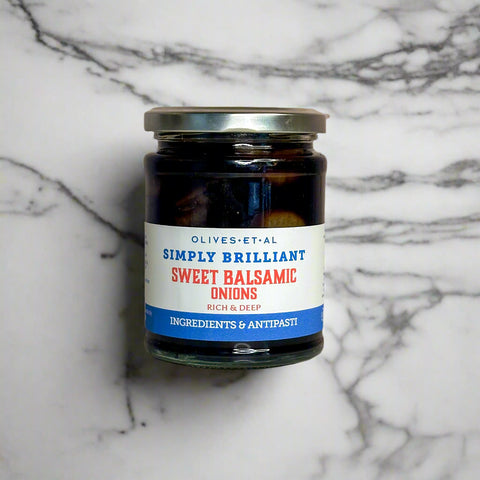 OLIVES•ET•AL
SIMPLY BRILLIANT
SWEET BALSAMIC
ONIONS
RICH & DEEP
INGREDIENTS & ANTIPASTI